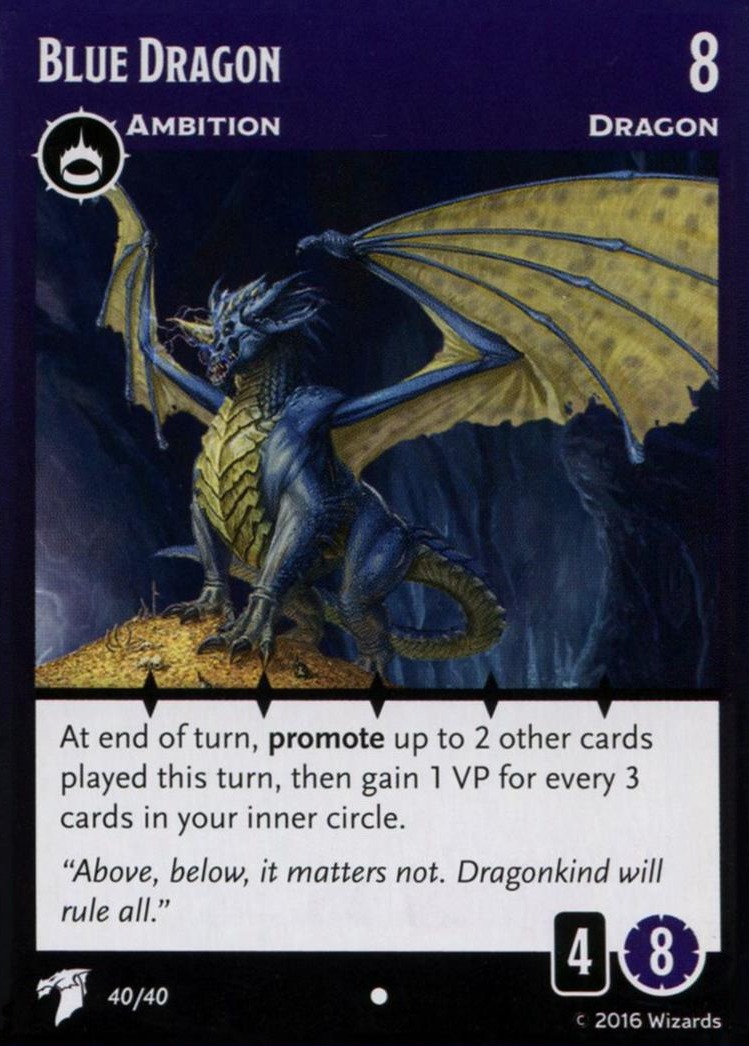 BLUE DRAGON 8
AMBITION DRAGON
At end of turn, promote up to 2 other cards
played this turn, then gain 1 VP for every 3
cards in your inner circle.
“Above, below, it matters not. Dragonkind will
rule all.”
4 8
40/40
© 2016 Wizards